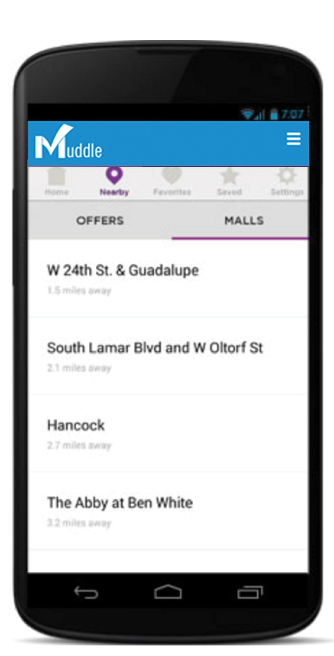 7:07
Muddle
Home Nearby Favorites Saved Settings
OFFERS MALLS
W 24th St. & Guadalupe
1.5 miles away
South Lamar Blvd and W Oltorf St
2.1 miles away
Hancock
2.7 miles away
The Abby at Ben White
3.2 miles away